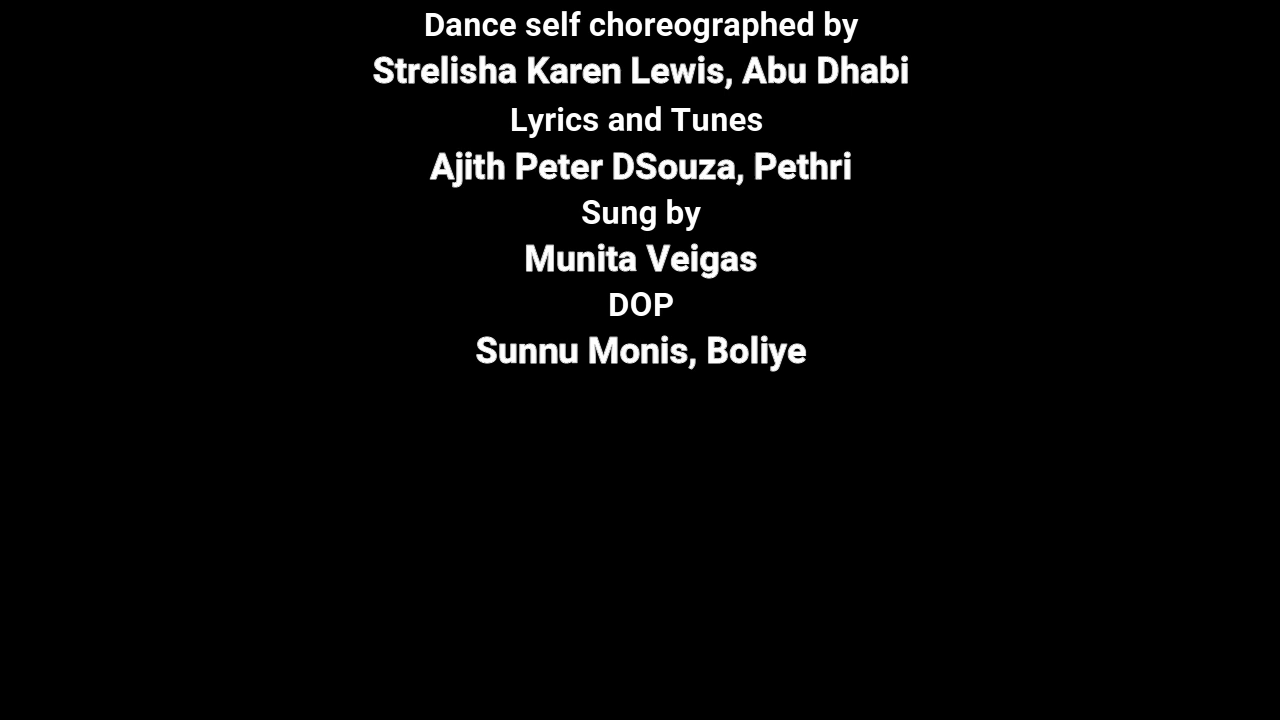 Dance self choreographed by
Strelisha Karen Lewis, Abu Dhabi
Lyrics and Tunes
Ajith Peter DSouza, Pethri
Sung by
Munita Veigas
DOP
Sunnu Monis, Boliye